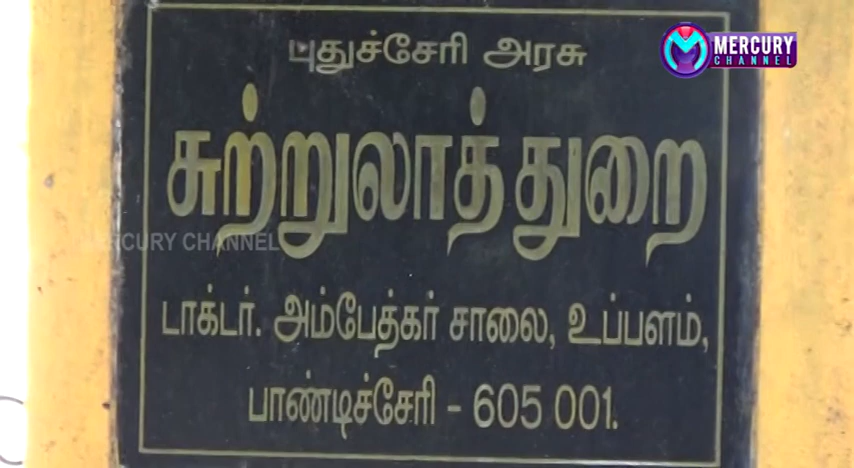 புதுச்சேரி அரசு
MERCURY
CHANNEL
சுற்றுலாத்துறை
MERCURY CHANNEL
டாக்டர். அம்பேத்கர் சாலை, உப்பளம்,
பாண்டிச்சேரி - 605 001.